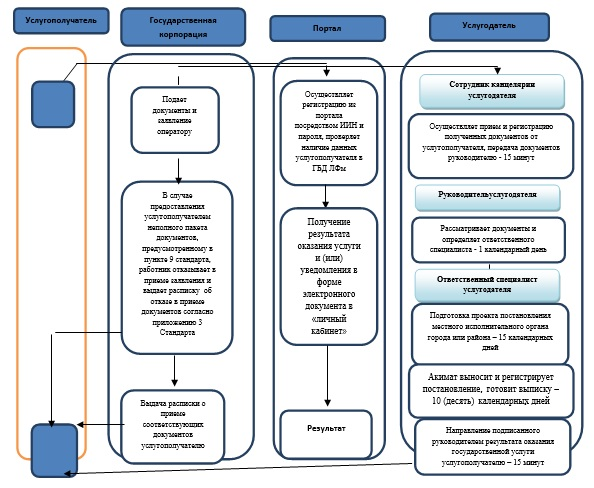 Услугополучатель
Государственная
корпорация
Портал
Услугодатель
Подает
документы и
заявление
оператору
В случае
предоставления
услугополучателем
неполного пакета
документов,
предусмотренному в
пункте 9 стандарта,
работник отказывает в
приеме заявления и
выдает расписку об
отказе в приеме
документов согласно
приложению 3
Стандарта
Выдача расписки о
приеме
соответствующих
документов
услугополучателю
Осуществляет
регистрацию из
портала
посредством ИИН и
пароля, проверяет
наличие данных
услугополучателя в
ГБД ЛФм
Получение
результата
оказания услуги
и (или)
уведомления в
форме
электронного
документа в
«личный
кабинет»
Результат
Сотрудник канцелярии
услугодателя
Осуществляет прием и регистрацию
полученных документов от
услугополучателя, передача документов
руководителю - 15 минут
Руководительуслугодателя
Рассматривает документы и
определяет ответственного
специалиста - 1 календарный день
Ответственный специалист
услугодателя
Подготовка проекта постановления
местного исполнительного органа
города или района – 15 календарных
дней
Акимат выносит и регистрирует
постановление, готовит выписку –
10 (десять) календарных дней
Направление подписанного
руководителем результата оказания
государственной услуги
услугополучателю – 15 минут